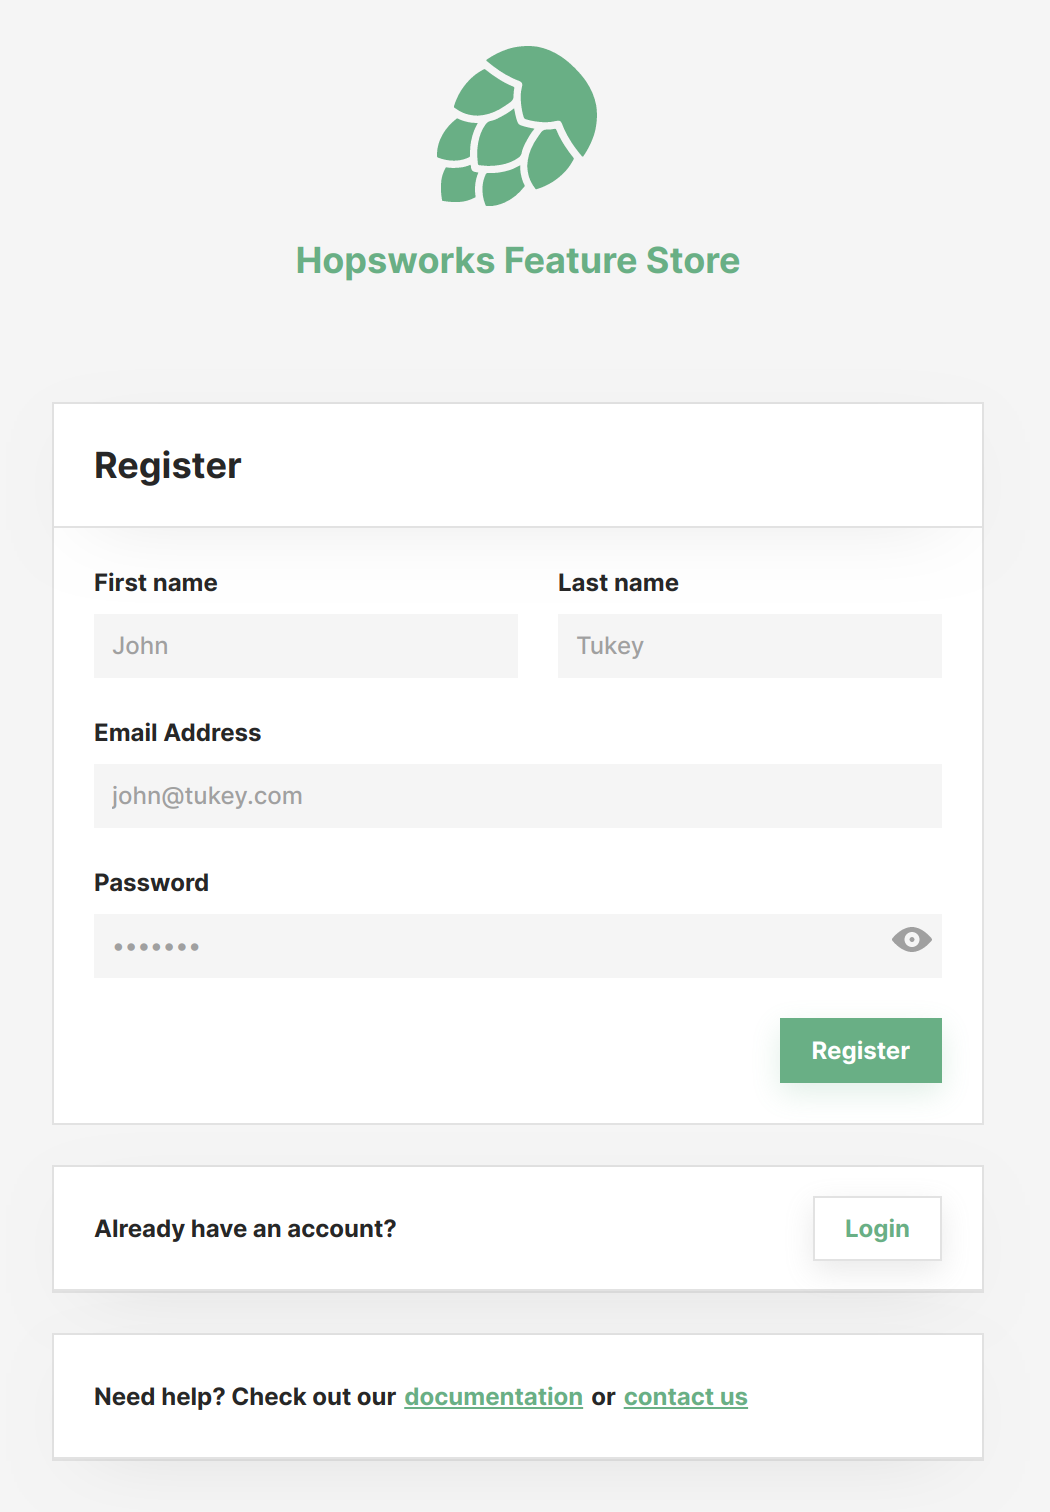 Hopsworks Feature Store
Register
First name
Last name
John
Tukey
Email Address
john@tukey.com
Password
•••••••
Register
Already have an account?
Login
Need help? Check out our documentation or contact us